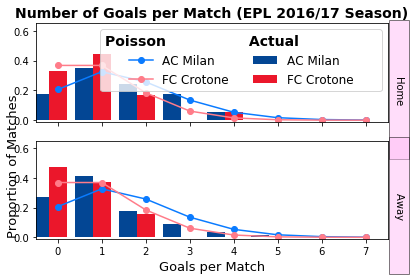 Number of Goals per Match (EPL 2016/17 Season)
Poisson Actual
AC Milan AC Milan
FC Crotone FC Crotone
0.6
0.4
0.2
0.0
Home
0.6
0.4
0.2
0.0
Away
0 1 2 3 4 5 6 7
Goals per Match
Proportion of Matches